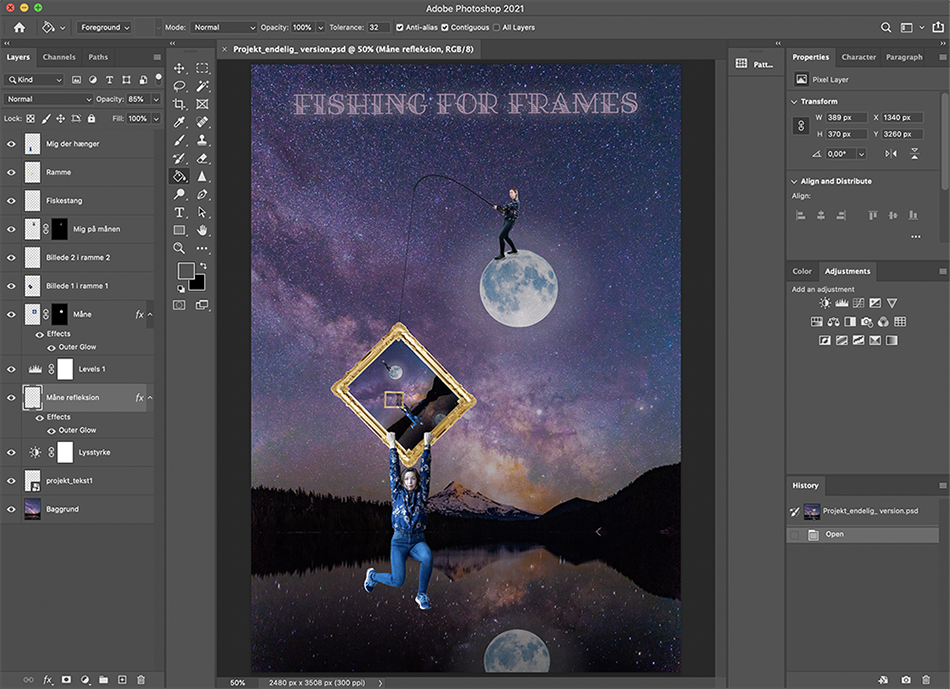 Adobe Photoshop 2021
Foreground Mode: Normal Opacity: 100% Tolerance: 32 Anti-alias Contiguous All Layers
Layers Channels Paths
Kind
Normal Opacity: 85%
Lock: Fill: 100%
Mig der hænger
Ramme
Fiskestang
Mig på månen
Billede 2 i ramme 2
Billede 1 i ramme 1
Måne fx
Effects
Outer Glow
Levels 1
Måne refleksion fx
Effects
Outer Glow
Lysstyrke
projekt_tekst1
Baggrund
fx
× Projekt_endelig_ version.psd @ 50% (Måne refleksion, RGB/8)
FISHING FOR FRAMES
50% 2480 px x 3508 px (300 ppi)
Patt...
Properties Character Paragraph
Pixel Layer
Transform
W 389 px X 1340 px
H 370 px Y 3260 px
0,00°
Align and Distribute
Align:
...
Color Adjustments
Add an adjustment
History
Projekt_endelig_ version.psd
Open